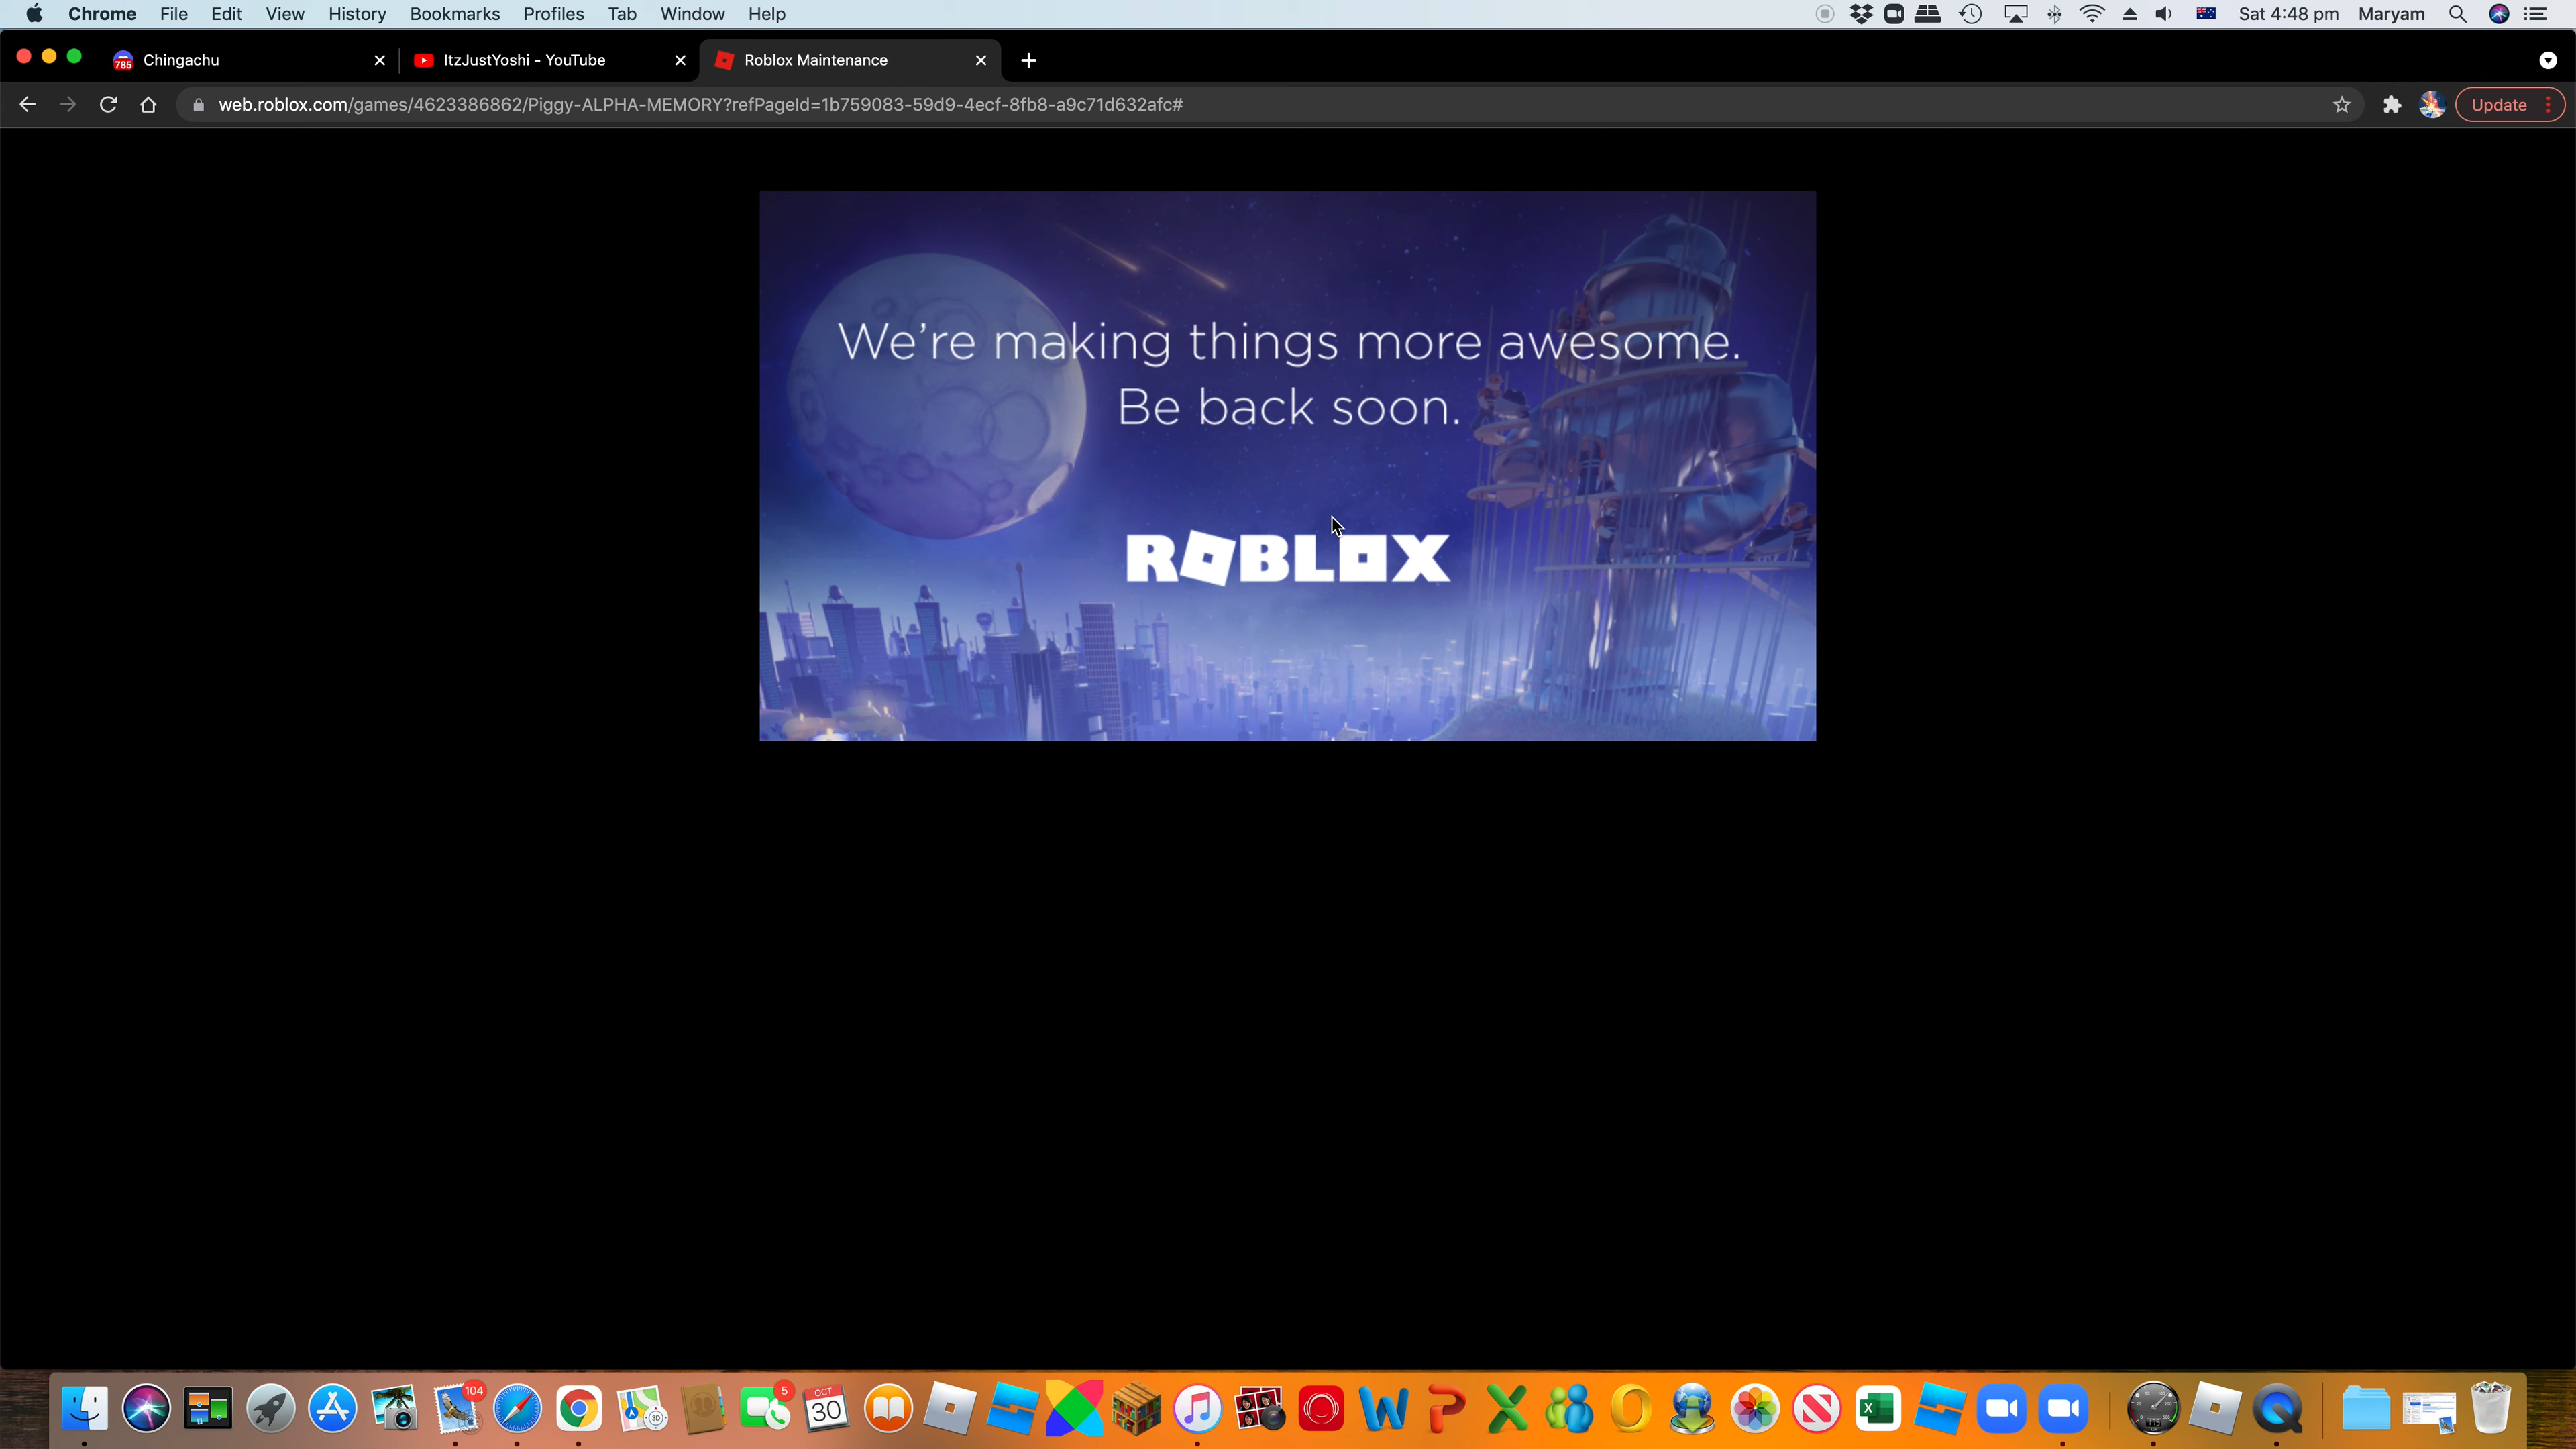 Chrome File Edit View History Bookmarks Profiles Tab Window Help Sat 4:48 pm Maryam
785 Chingachu ItzJustYoshi - YouTube Roblox Maintenance
web.roblox.com/games/4623386862/Piggy-ALPHA-MEMORY?refPageId=1b759083-59d9-4ecf-8fb8-a9c71d632afc# Update
We're making things more awesome.
Be back soon.
ROBLOX
104 3D 5 OCT 30